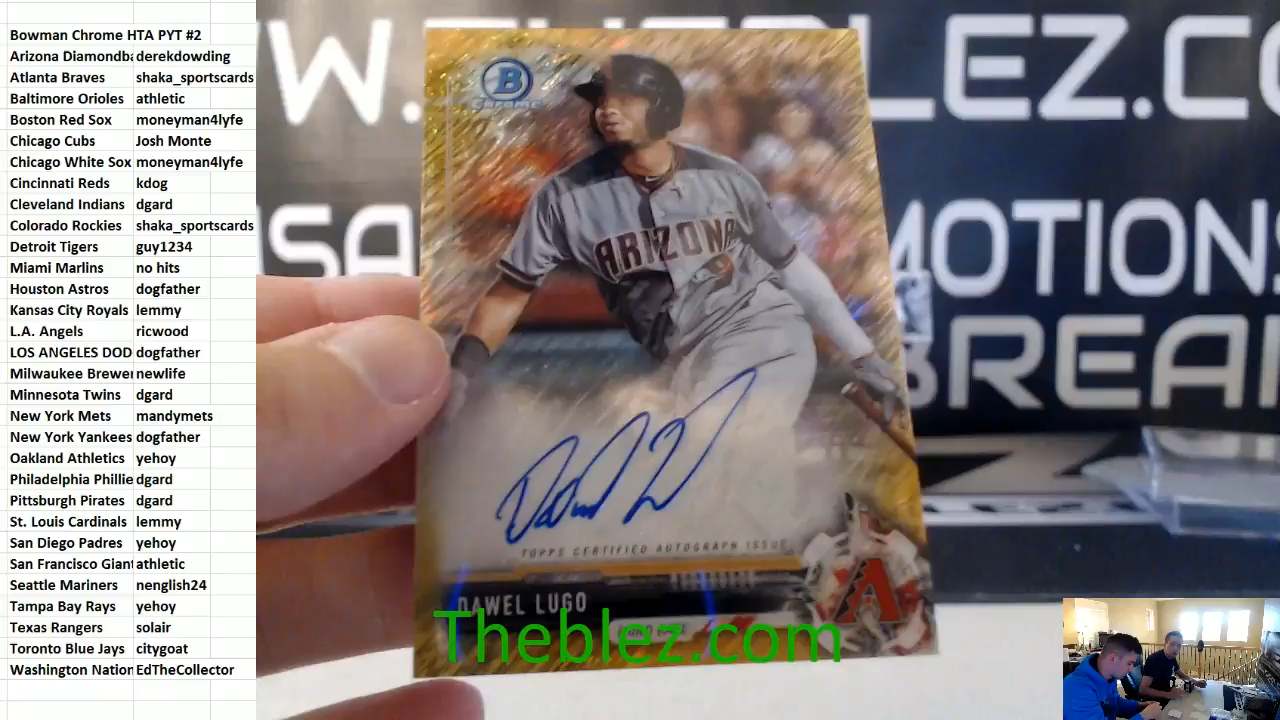 Bowman Chrome HTA PYT #2
Arizona Diamondba derekdowding
Atlanta Braves shaka_sportscards
Baltimore Orioles athletic
Boston Red Sox moneyman4lyfe
Chicago Cubs Josh Monte
Chicago White Sox moneyman4lyfe
Cincinnati Reds kdog
Cleveland Indians dgard
Colorado Rockies shaka_sportscards
Detroit Tigers guy1234
Miami Marlins no hits
Houston Astros dogfather
Kansas City Royals lemmy
L.A. Angels ricwood
LOS ANGELES DOD dogfather
Milwaukee Brewer newlife
Minnesota Twins dgard
New York Mets mandymets
New York Yankees dogfather
Oakland Athletics yehoy
Philadelphia Phillie dgard
Pittsburgh Pirates dgard
St. Louis Cardinals lemmy
San Diego Padres yehoy
San Francisco Giant athletic
Seattle Mariners nenglish24
Tampa Bay Rays yehoy
Texas Rangers solair
Toronto Blue Jays citygoat
Washington Nation EdTheCollector
W. EZ.CO
SA MOTIONS
BREA
B
Chrome
ARIZONA
TOPPS CERTIFIED AUTOGRAPH ISSUE
DAWEL LUGO
A
Theblez.com